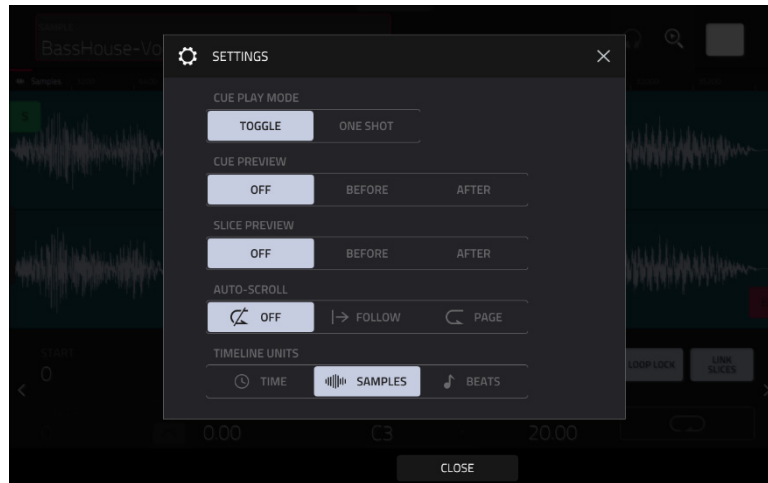 BassHouse-Vo
SETTINGS
CUE PLAY MODE
TOGGLE ONE SHOT
CUE PREVIEW
OFF BEFORE AFTER
SLICE PREVIEW
OFF BEFORE AFTER
AUTO-SCROLL
OFF FOLLOW PAGE
TIMELINE UNITS
TIME SAMPLES BEATS
S
START
0
LOOP LOCK
LINK SLICES
0.00 C3 20.00
CLOSE